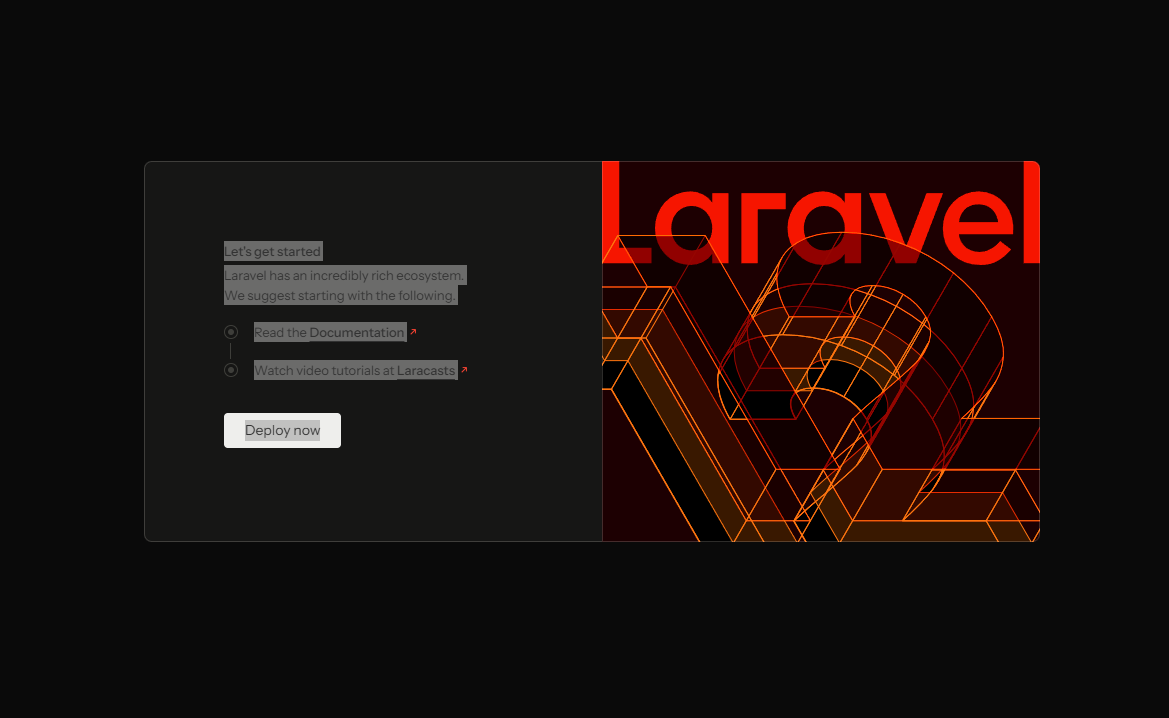 Let's get started
Laravel has an incredibly rich ecosystem.
We suggest starting with the following.
Read the Documentation
Watch video tutorials at Laracasts
Deploy now
Laravel
12